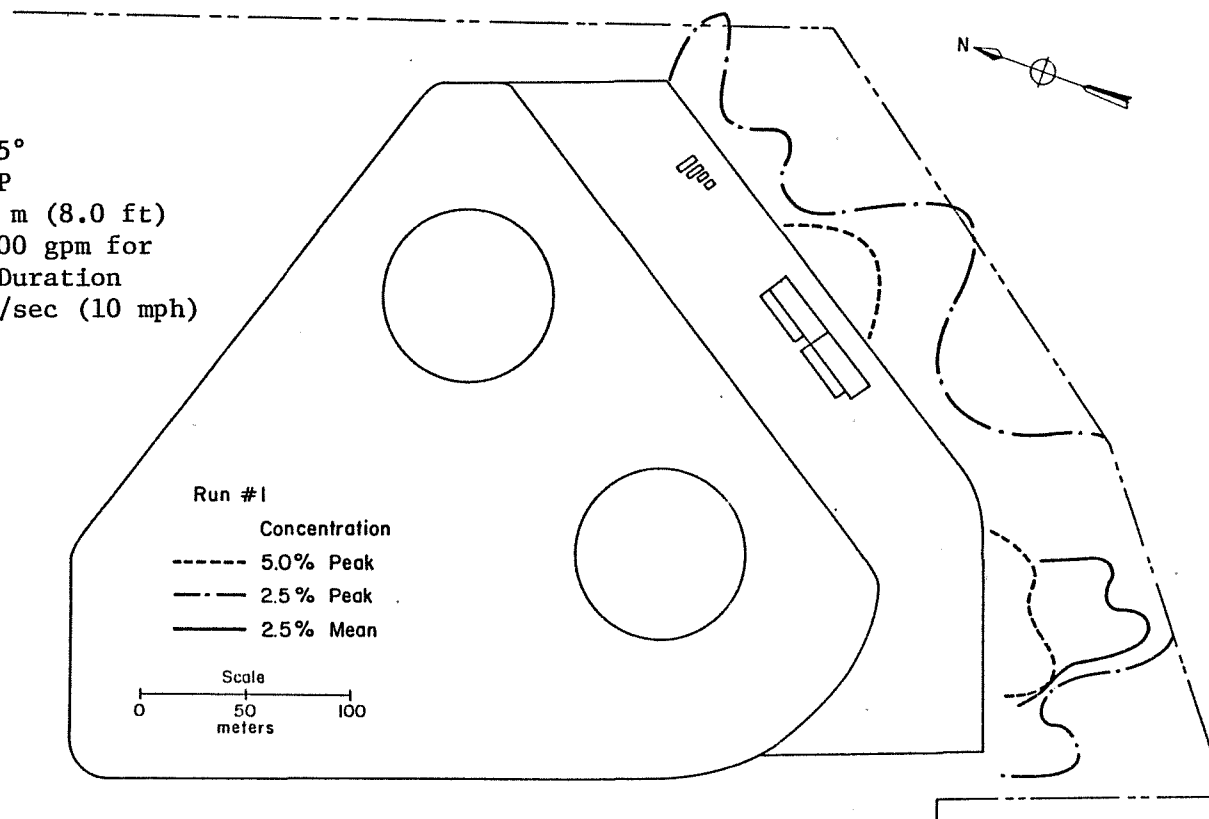 N
5°
P
m (8.0 ft)
00 gpm for
Duration
/sec (10 mph)
Run #1
Concentration
5.0% Peak
2.5% Peak
2.5% Mean
Scale
0 50 100
meters